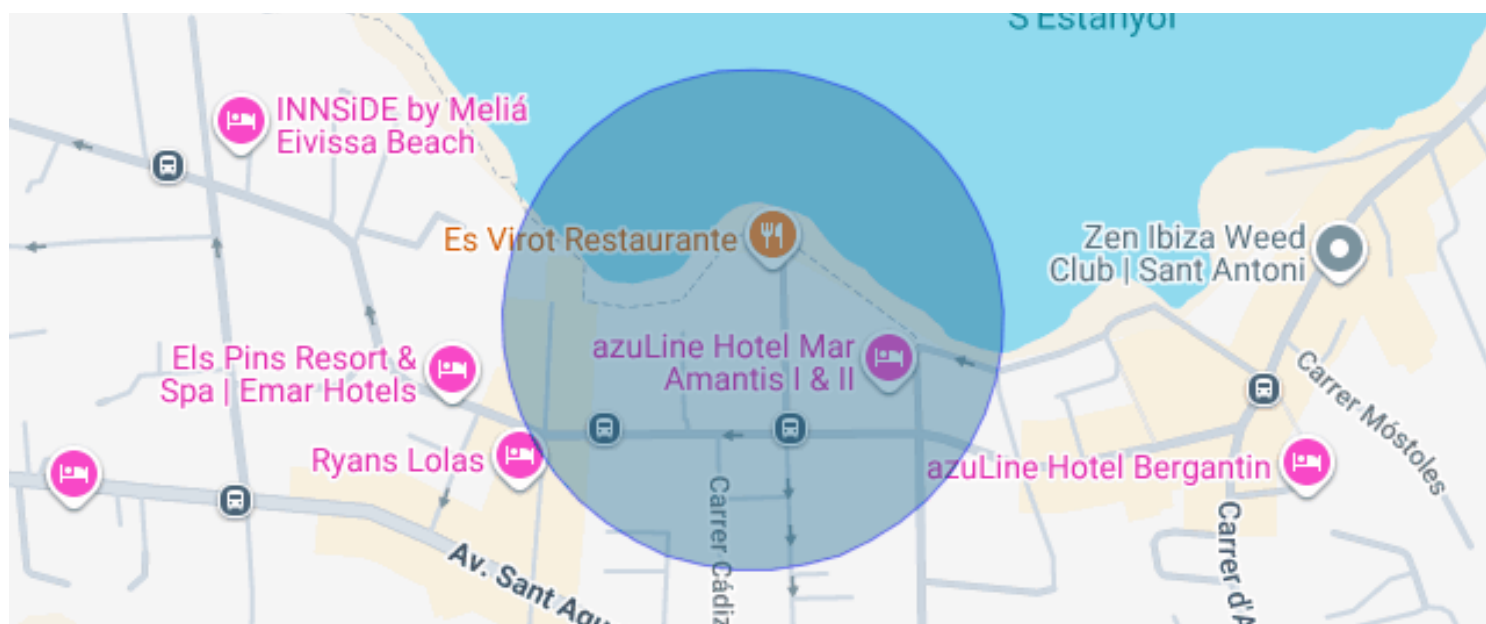 S'Estanyol
INNSiDE by Meliá
Eivissa Beach
Es Virot Restaurante
Zen Ibiza Weed
Club | Sant Antoni
azuLine Hotel Mar
Amantis I & II
Els Pins Resort &
Spa | Emar Hotels
Carrer Móstoles
Ryans Lolas
azuLine Hotel Bergantin
Carrer Cádiz
Carrer d'A
Av. Sant Agu